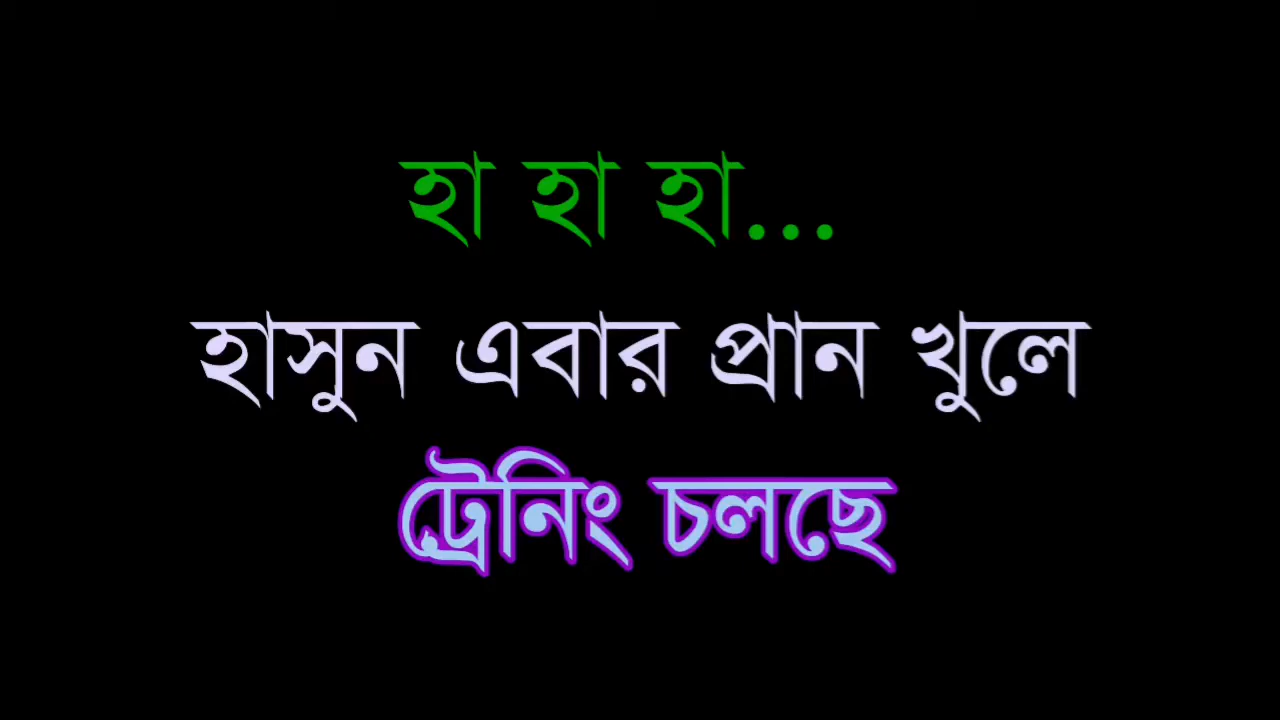 হা হা হা...
হাসুন এবার প্রান খুলে
ট্রেনিং চলছে